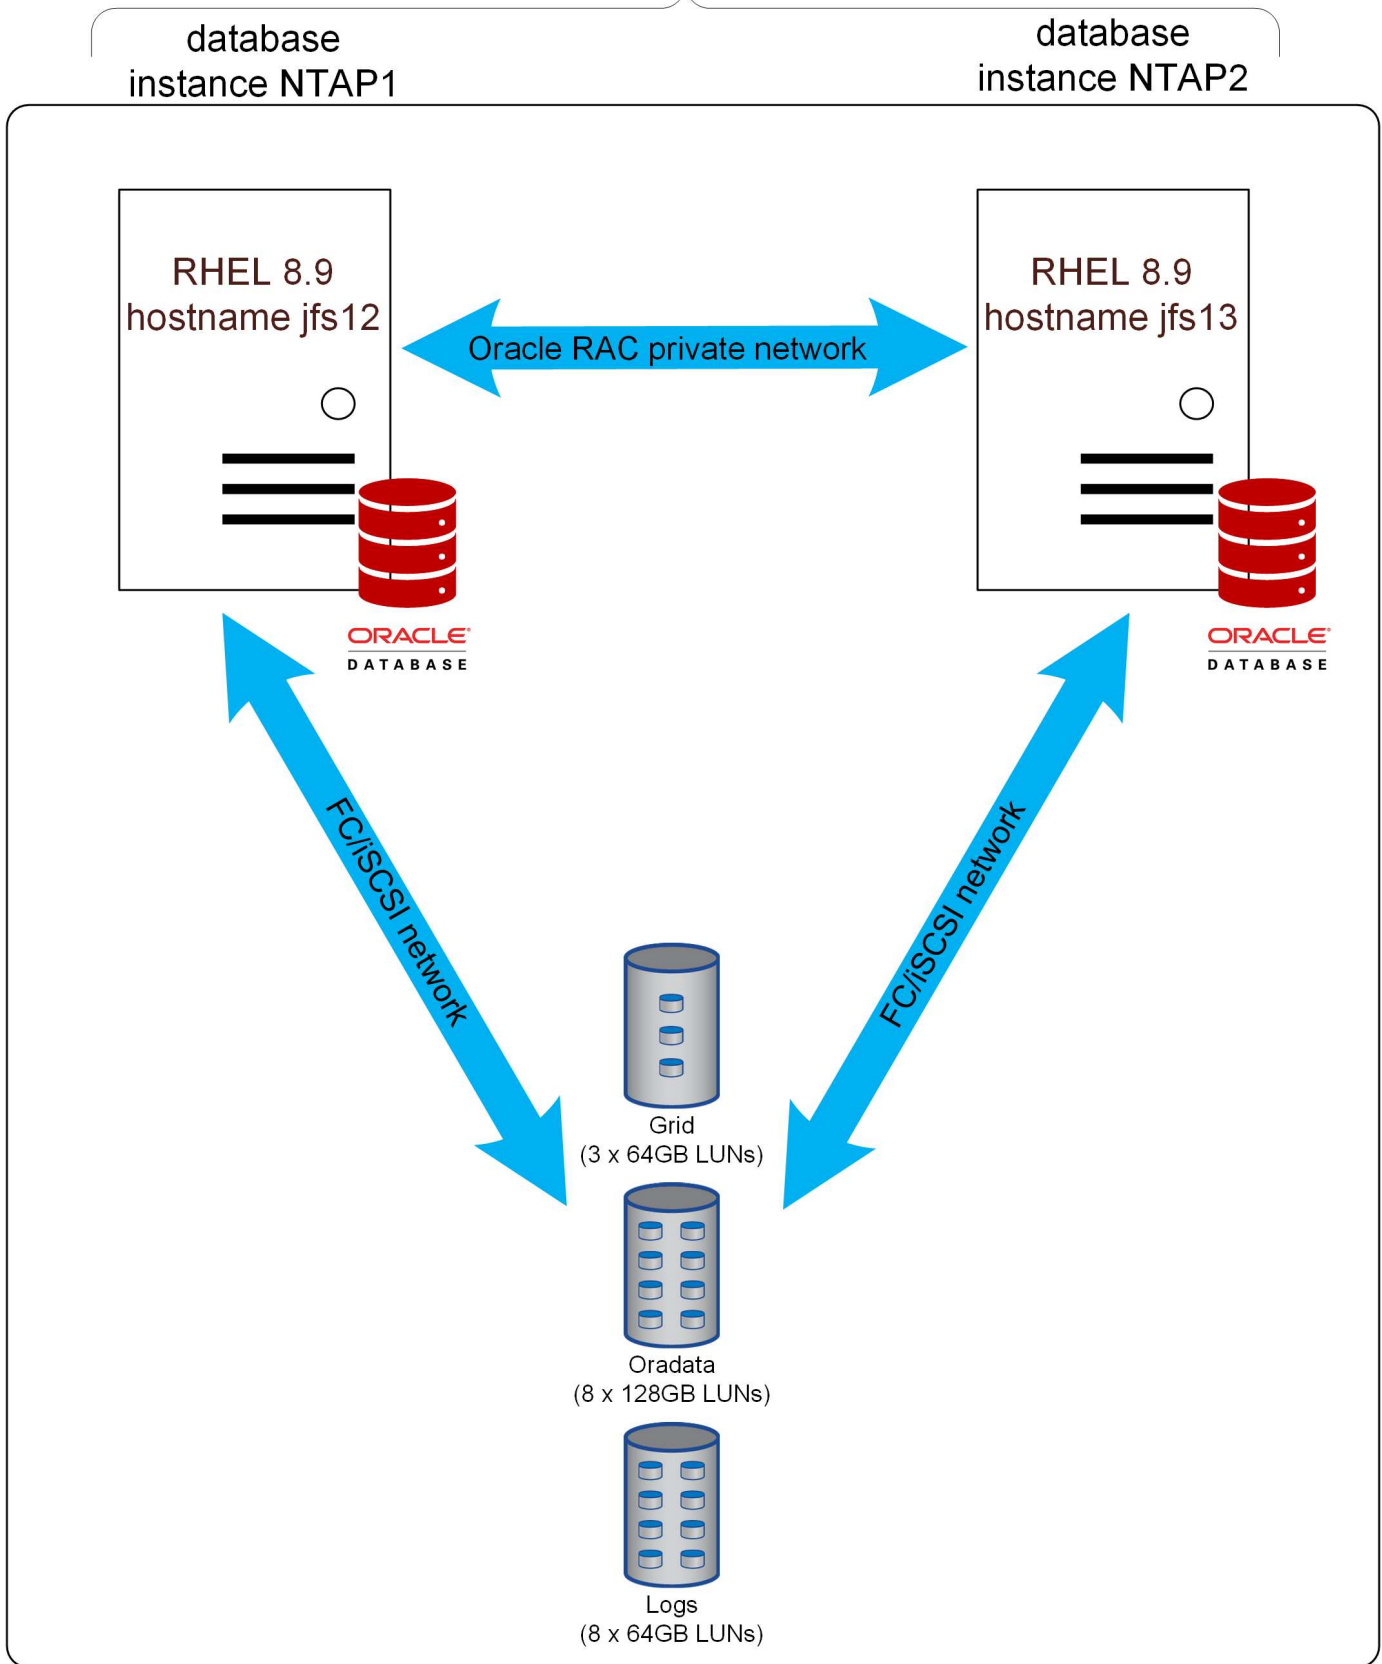 database
instance NTAP1
database
instance NTAP2
RHEL 8.9
hostname jfs12
RHEL 8.9
hostname jfs13
Oracle RAC private network
ORACLE®
DATABASE
ORACLE®
DATABASE
FC/iSCSI network
FC/iSCSI network
Grid
(3 x 64GB LUNs)
Oradata
(8 x 128GB LUNs)
Logs
(8 x 64GB LUNs)